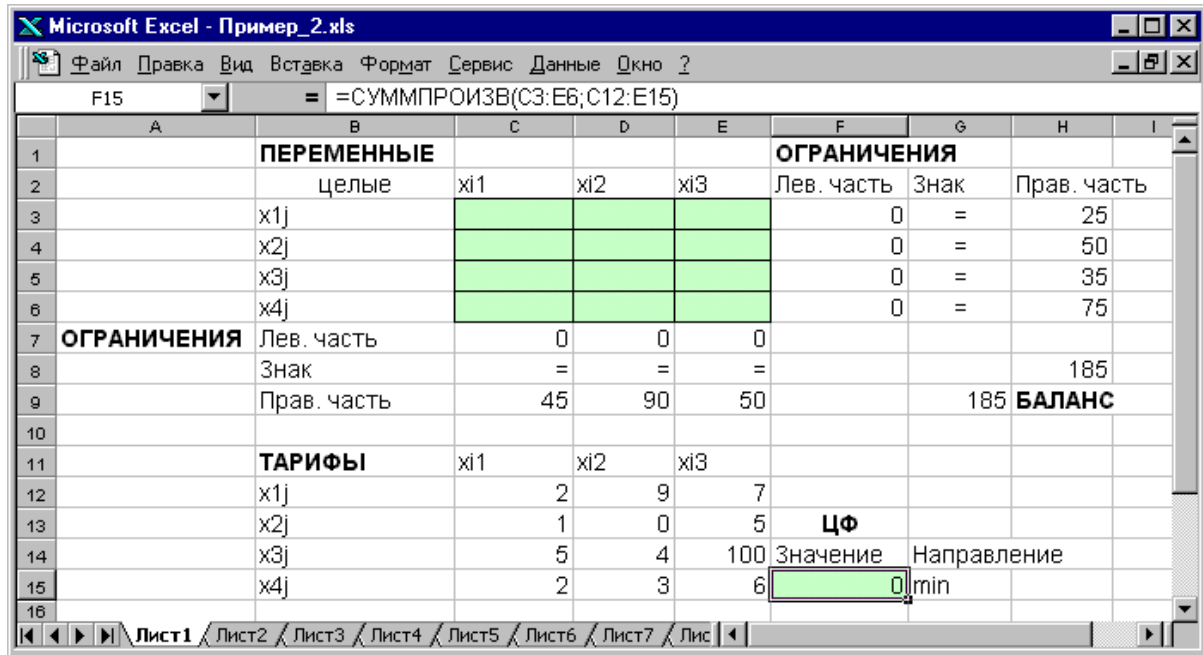 Microsoft Excel - Пример_2.xls
Файл Правка Вид Вставка Формат Сервис Данные Окно ?
F15 = =СУММПРОИЗВ(C3:E6;C12:E15)
A B C D E F G H I
1 ПЕРЕМЕННЫЕ ОГРАНИЧЕНИЯ
2 целые xi1 xi2 xi3 Лев. часть Знак Прав. часть
3 x1j 0 = 25
4 x2j 0 = 50
5 x3j 0 = 35
6 x4j 0 = 75
7 ОГРАНИЧЕНИЯ Лев. часть 0 0 0
8 Знак = = = 185
9 Прав. часть 45 90 50 185 БАЛАНС
10
11 ТАРИФЫ xi1 xi2 xi3
12 x1j 2 9 7
13 x2j 1 0 5 ЦФ
14 x3j 5 4 100 Значение Направление
15 x4j 2 3 6 0 min
16
Лист1 Лист2 Лист3 Лист4 Лист5 Лист6 Лист7 Лис